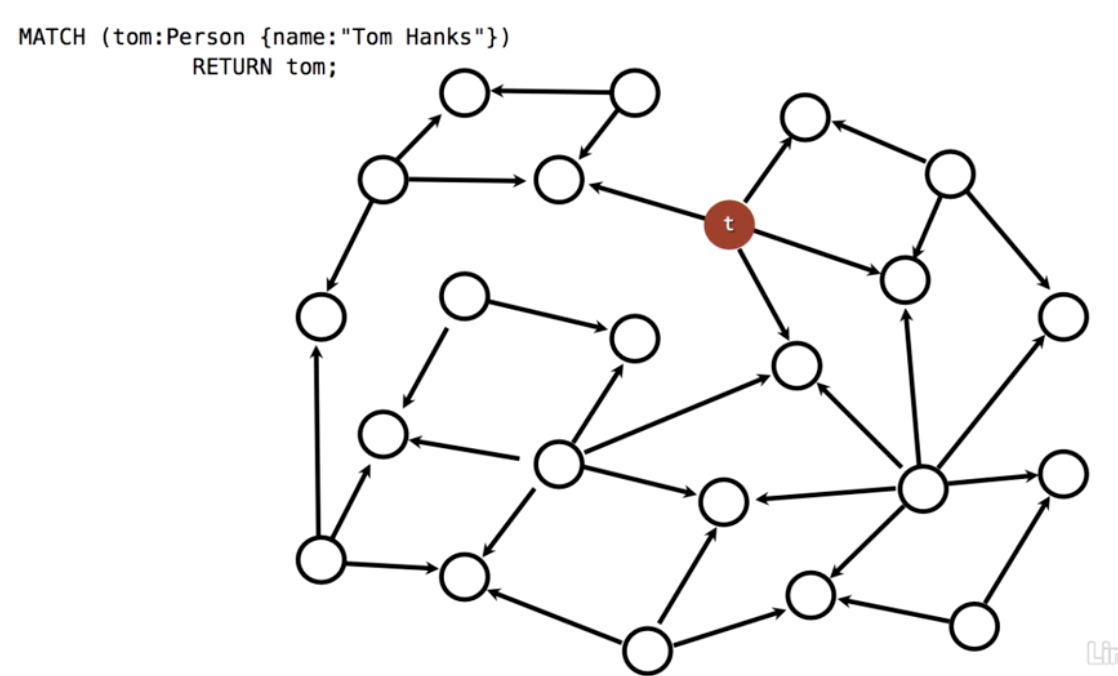 MATCH (tom:Person {name:"Tom Hanks"})
RETURN tom;
t